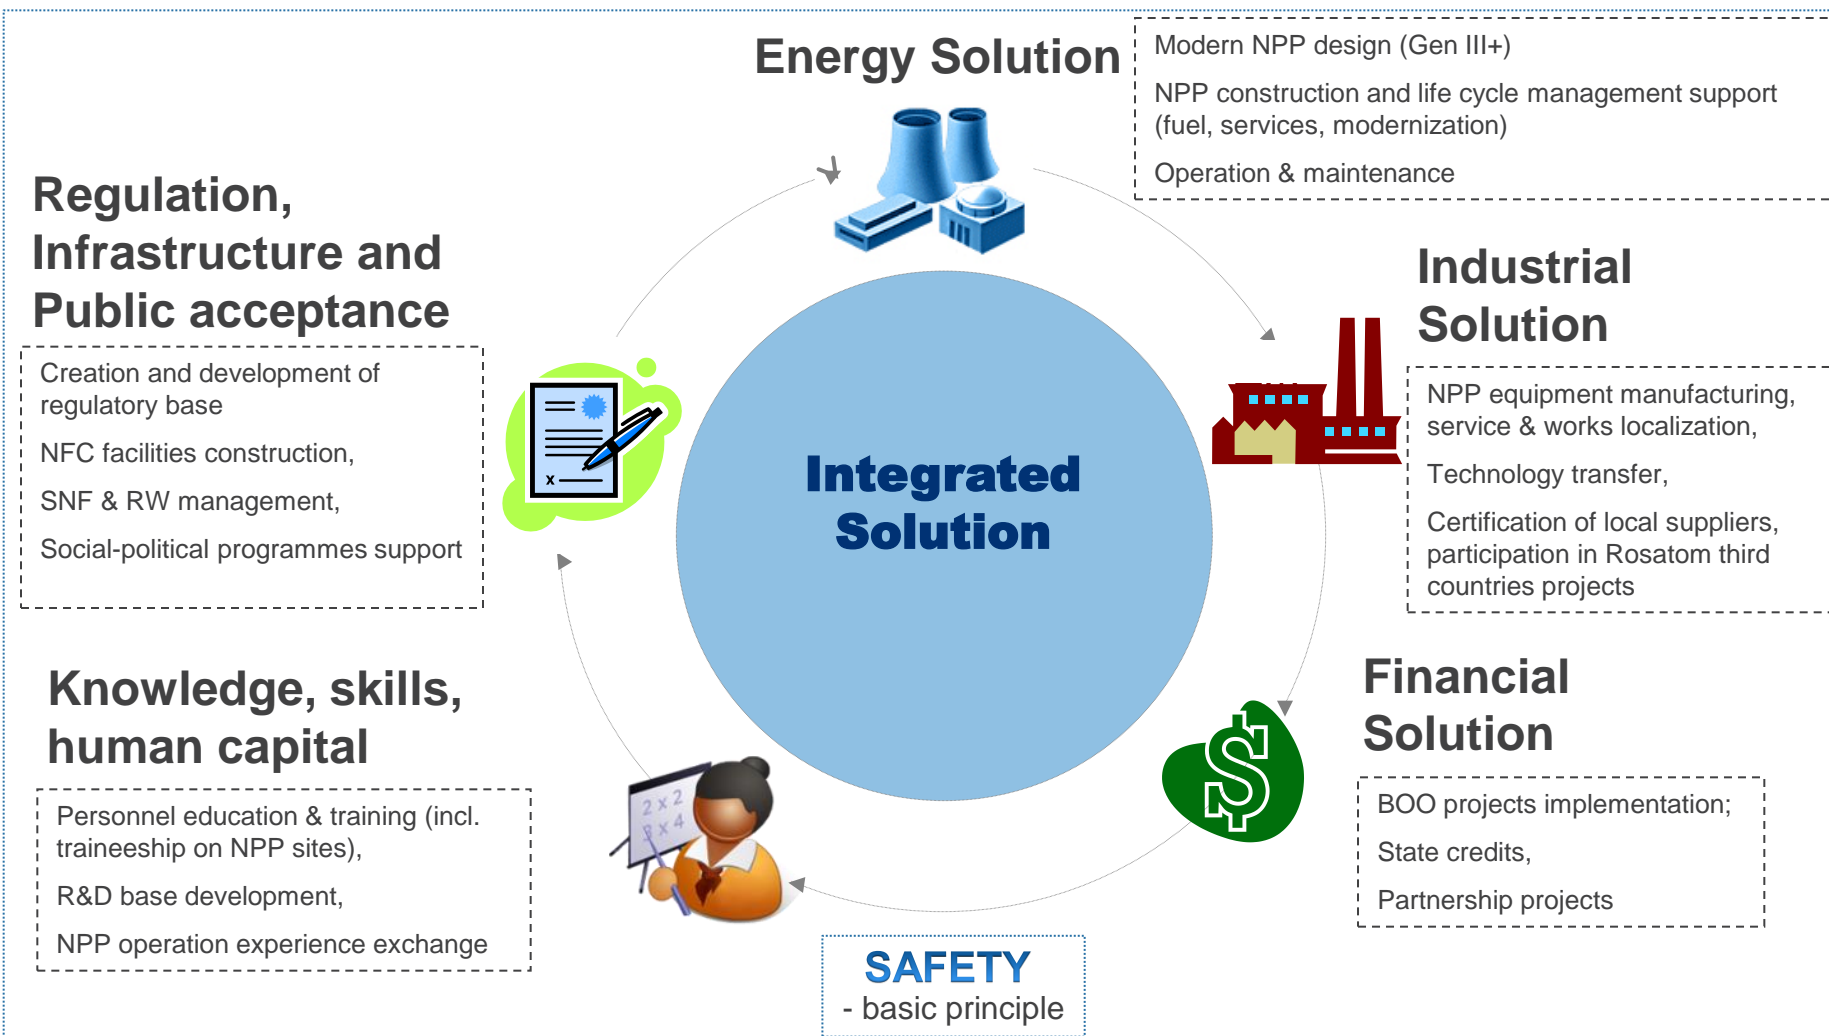 Energy Solution
Modern NPP design (Gen III+)
NPP construction and life cycle management support
(fuel, services, modernization)
Operation & maintenance
Regulation,
Infrastructure and
Public acceptance
Creation and development of
regulatory base
NFC facilities construction,
SNF & RW management,
Social-political programmes support
Industrial
Solution
NPP equipment manufacturing,
service & works localization,
Technology transfer,
Certification of local suppliers,
participation in Rosatom third
countries projects
Integrated
Solution
x
Knowledge, skills,
human capital
Personnel education & training (incl.
traineeship on NPP sites),
R&D base development,
NPP operation experience exchange
2 x 2
3 x 4
$
Financial
Solution
BOO projects implementation;
State credits,
Partnership projects
SAFETY
- basic principle